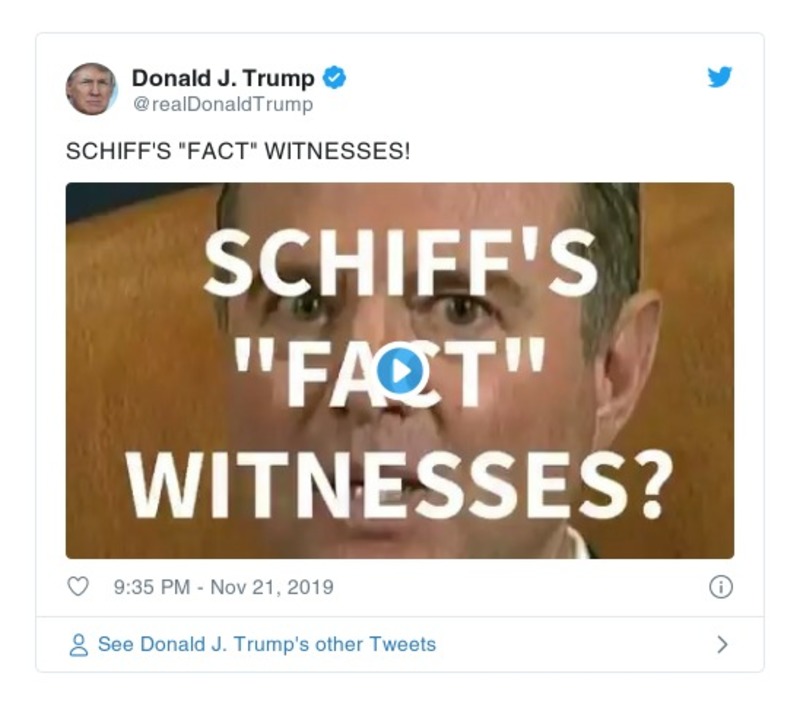 Donald J. Trump
@realDonaldTrump
SCHIFF'S "FACT" WITNESSES!
SCHIFF'S
"FACT"
WITNESSES?
9:35 PM - Nov 21, 2019
See Donald J. Trump's other Tweets